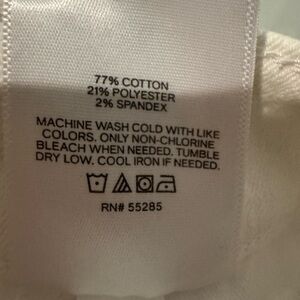 77% COTTON
21% POLYESTER
2% SPANDEX
MACHINE WASH COLD WITH LIKE
COLORS. ONLY NON-CHLORINE
BLEACH WHEN NEEDED. TUMBLE
DRY LOW. COOL IRON IF NEEDED.
RN# 55285